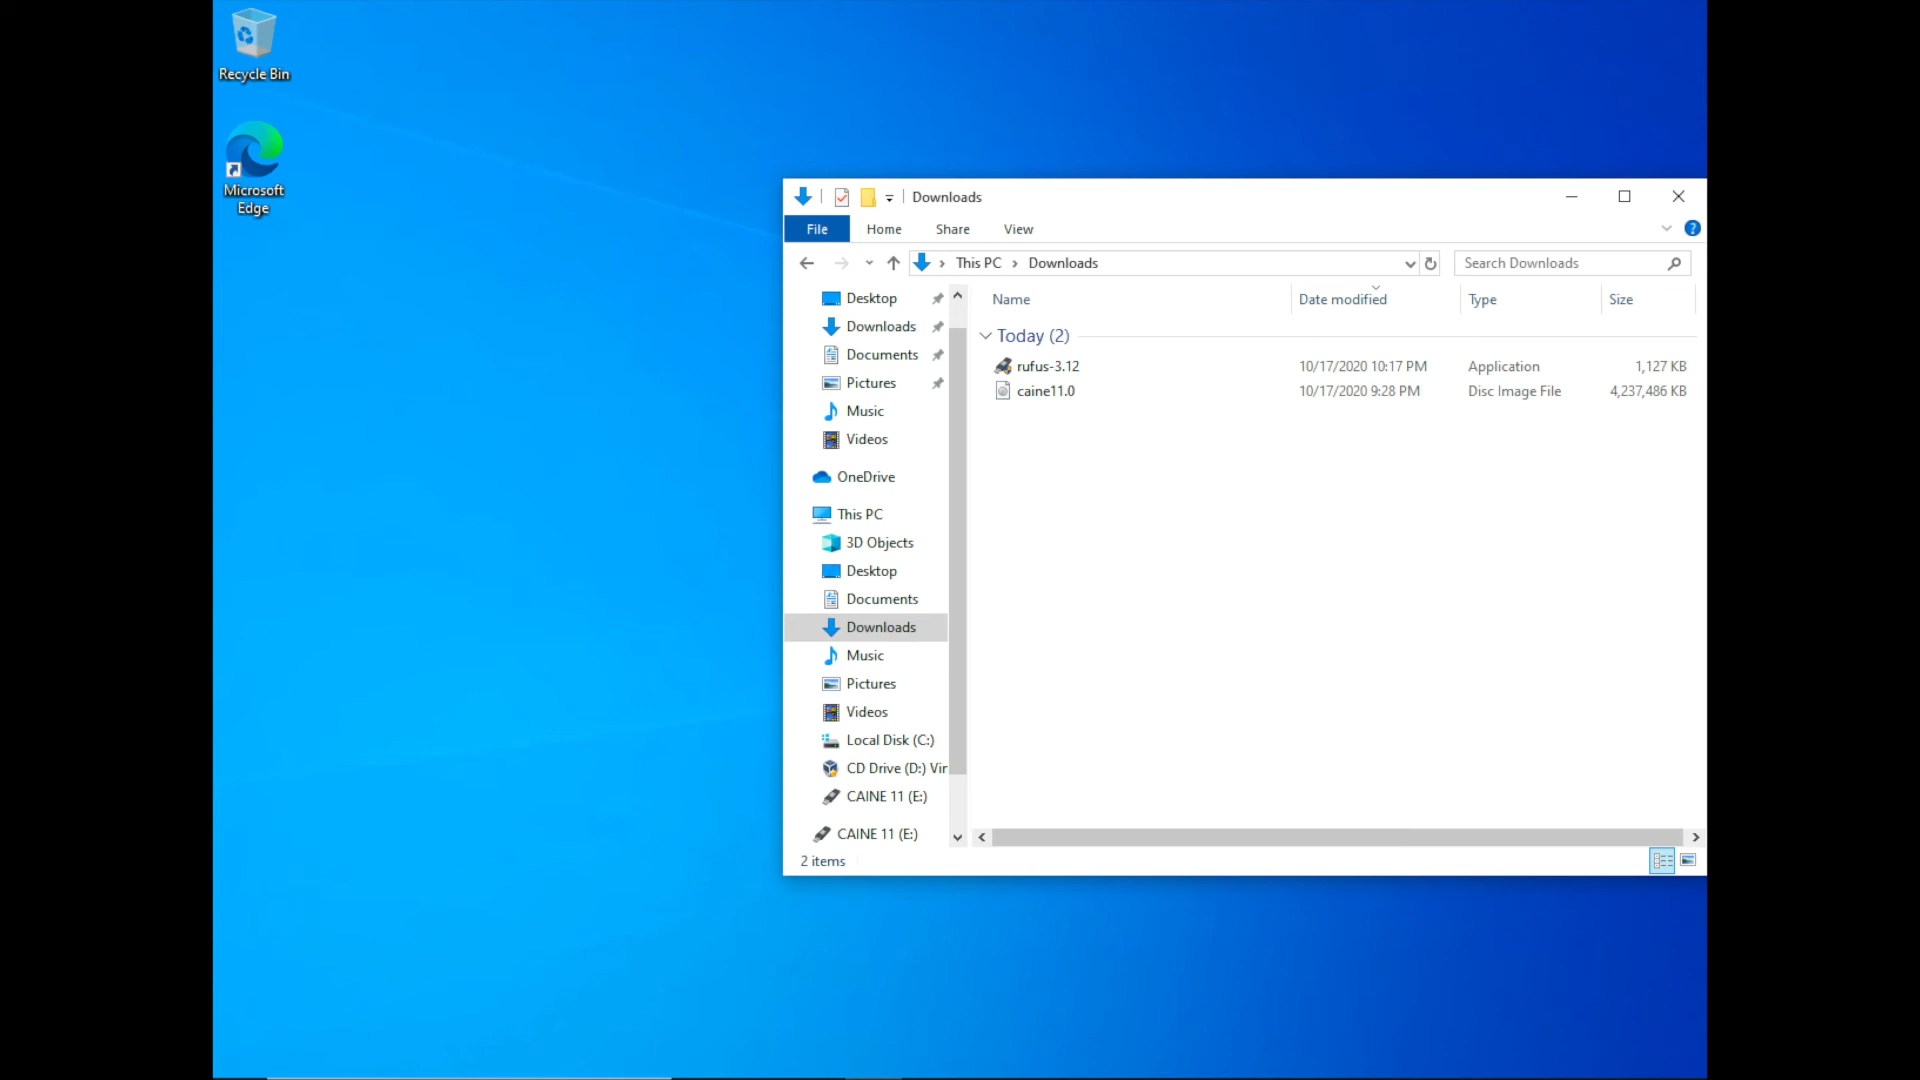 Recycle Bin
Microsoft
Edge
Downloads
File Home Share View
This PC Downloads
Search Downloads
Name Date modified Type Size
Today (2)
rufus-3.12 10/17/2020 10:17 PM Application 1,127 KB
caine11.0 10/17/2020 9:28 PM Disc Image File 4,237,486 KB
Desktop
Downloads
Documents
Pictures
Music
Videos
OneDrive
This PC
3D Objects
Desktop
Documents
Downloads
Music
Pictures
Videos
Local Disk (C:)
CD Drive (D:) Vir
CAINE 11 (E:)
CAINE 11 (E:)
2 items